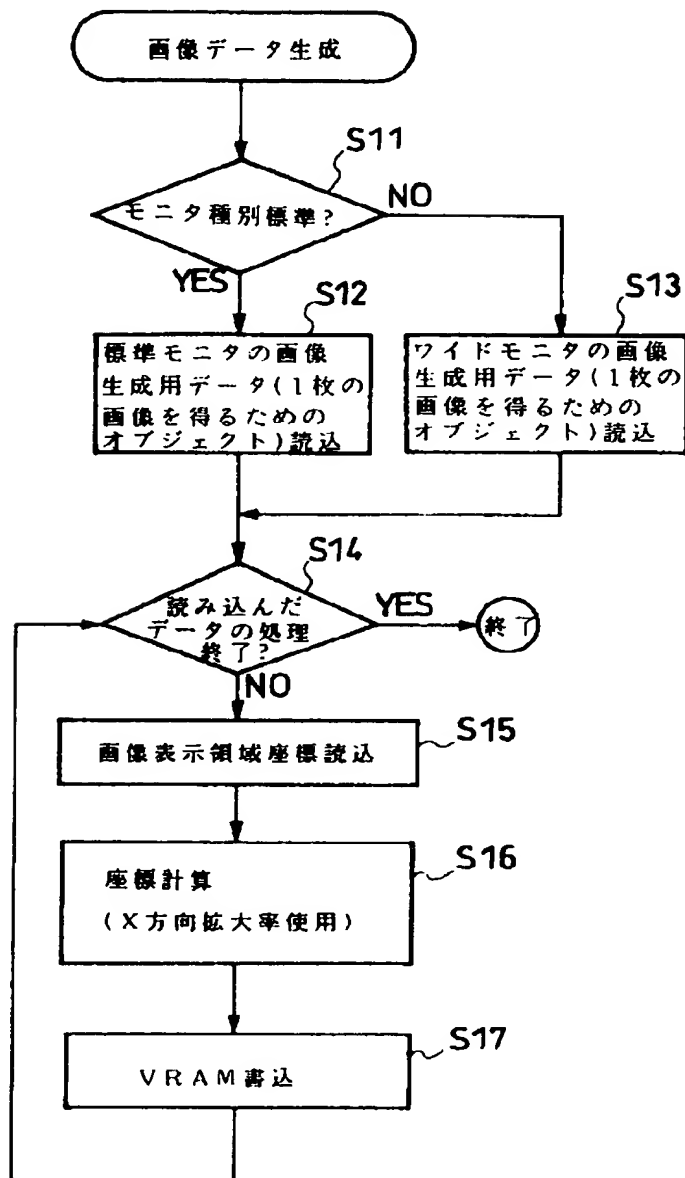 画像データ生成
S11
モニタ種別標準?
NO
YES
S12
標準モニタの画像
生成用データ(1枚の
画像を得るための
オブジェクト)読込
S13
ワイドモニタの画像
生成用データ(1枚の
画像を得るための
オブジェクト)読込
S14
読み込んだ
データの処理
終了?
YES
終了
NO
S15
画像表示領域座標読込
S16
座標計算
(X方向拡大率使用)
S17
VRAM書込